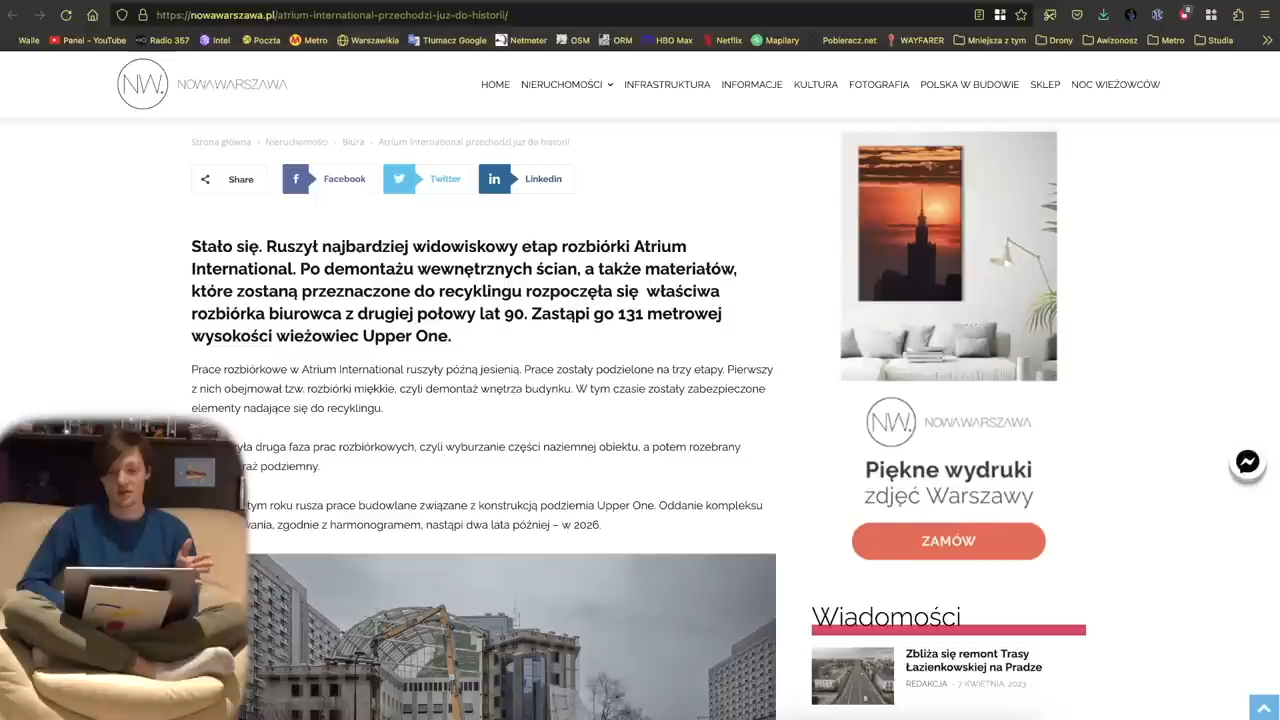 https://nowawarszawa.pl/atrium-international-przechodzi-juz-do-historii/
Waile Panel - YouTube Radio 357 Intel Poczta Metro Warszawikia Tłumacz Google Netmeter OSM ORM HBO Max Netflix Mapilary Pobieracz.net WAYFARER Mniejsza z tym Drony Awizonosz Metro Studia
8
NW. NOWAWARSZAWA
HOME NIERUCHOMOŚCI INFRASTRUKTURA INFORMACJE KULTURA FOTOGRAFIA POLSKA W BUDOWIE SKLEP NOC WIEŻOWCÓW
Strona główna › Nieruchomości › Biura › Atrium International przechodzi już do historii
Share Facebook Twitter Linkedin
Stało się. Ruszył najbardziej widowiskowy etap rozbiórki Atrium
International. Po demontażu wewnętrznych ścian, a także materiałów,
które zostaną przeznaczone do recyklingu rozpoczęła się właściwa
rozbiórka biurowca z drugiej połowy lat 90. Zastąpi go 131 metrowej
wysokości wieżowiec Upper One.
Prace rozbiórkowe w Atrium International ruszyły późną jesienią. Prace zostały podzielone na trzy etapy. Pierwszy
z nich obejmował tzw. rozbiórki miękkie, czyli demontaż wnętrza budynku. W tym czasie zostały zabezpieczone
elementy nadające się do recyklingu.
druga faza prac rozbiórkowych, czyli wyburzanie części naziemnej obiektu, a potem rozebrany
podziemny.
tym roku rusza prace budowlane związane z konstrukcją podziemia Upper One. Oddanie kompleksu
zgodnie z harmonogramem, nastąpi dwa lata później – w 2026.
NW. NOWAWARSZAWA
Piękne wydruki
zdjęć Warszawy
ZAMÓW
Wiadomości
Zbliża się remont Trasy
Łazienkowskiej na Pradze
REDAKCJA - 7 KWIETNIA, 2023